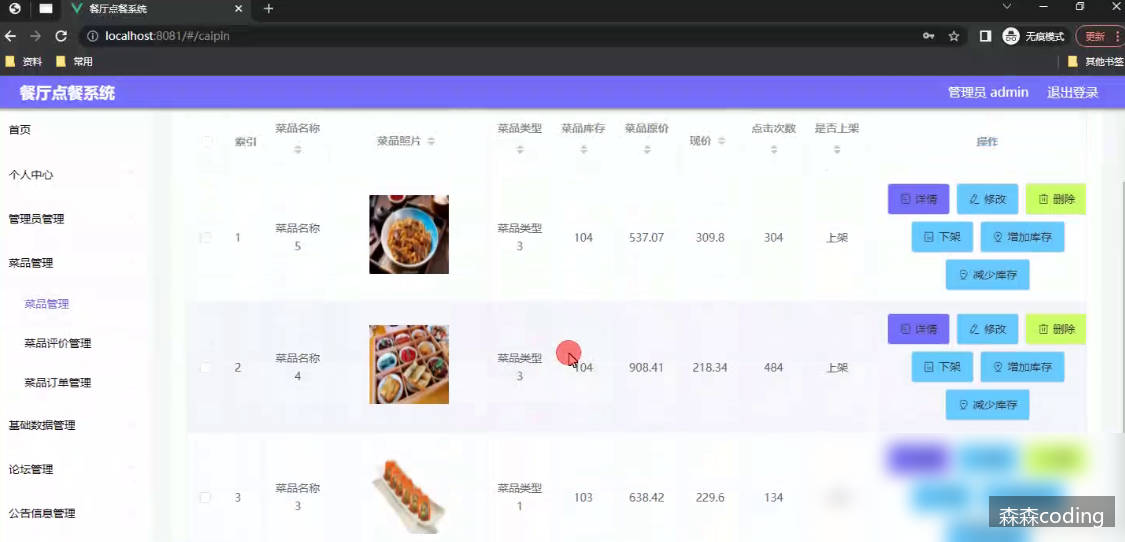 餐厅点餐系统
localhost:8081/#/caipin
无痕模式
更新
资料
常用
其他书签
餐厅点餐系统
管理员 admin
退出登录
首页
个人中心
管理员管理
菜品管理
菜品管理
菜品评价管理
菜品订单管理
基础数据管理
论坛管理
公告信息管理
索引
菜品名称
菜品照片
菜品类型
菜品库存
菜品原价
现价
点击次数
是否上架
操作
1
菜品名称
5
菜品类型
3
104
537.07
309.8
304
上架
详情
修改
删除
下架
增加库存
减少库存
2
菜品名称
4
菜品类型
3
104
908.41
218.34
484
上架
详情
修改
删除
下架
增加库存
减少库存
3
菜品名称
3
菜品类型
1
103
638.42
229.6
134
森森coding